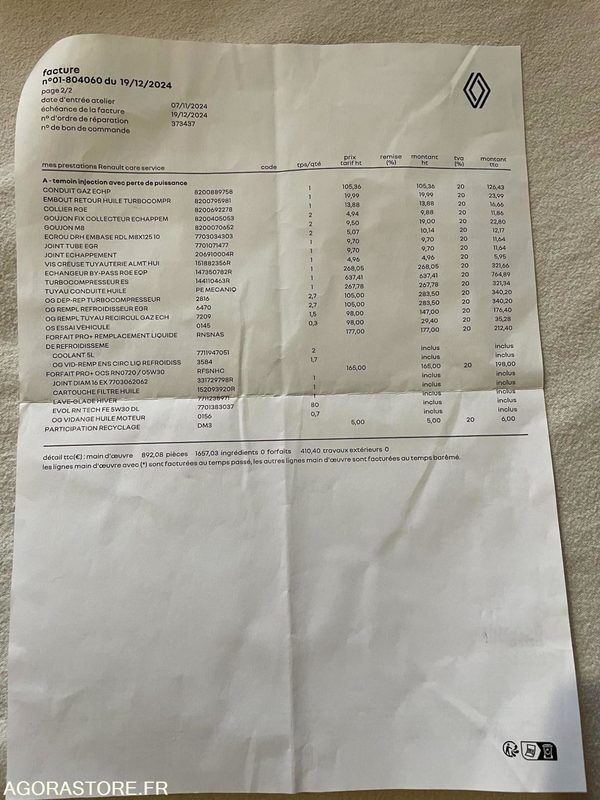 facture
n°01-804060 du 19/12/2024
page 2/2
date d'entrée atelier 07/11/2024
échéance de la facture 19/12/2024
n° d'ordre de réparation 373437
n° de bon de commande
mes prestations Renault care service code tps/qté prix tarif ht remise (%) montant ht tva (%) montant ttc
A - temoin injection avec perte de puissance
CONDUIT GAZ ECHP 8200889758 1 105,36 105,36 20 126,43
EMBOUT RETOUR HUILE TURBOCOMPR 8200795981 1 19,99 19,99 20 23,99
COLLIER RGE 8200692278 1 13,88 13,88 20 16,66
GOUJON FIX COLLECTEUR ECHAPPEM 8200405053 2 4,94 9,88 20 11,86
GOUJON M8 8200070652 2 9,50 19,00 20 22,80
ECROU DRH EMBASE RDL M8X125 10 7703034303 2 5,07 10,14 20 12,17
JOINT TUBE EGR 7701071477 1 9,70 9,70 20 11,64
JOINT ECHAPPEMENT 206910004R 1 9,70 9,70 20 11,64
VIS CREUSE TUYAUTERIE ALMT HUI 151882356R 1 4,96 4,96 20 5,95
ECHANGEUR BY-PASS RGE EQP 147350782R 1 268,05 268,05 20 321,66
TURBOCOMPRESSEUR ES 144110463R 1 637,41 637,41 20 764,89
TUYAU CONDUITE HUILE PE MECANIQ 1 267,78 267,78 20 321,34
OG DEP-REP TURBOCOMPRESSEUR 2816 2,7 105,00 283,50 20 340,20
OG REMPL REFROIDISSEUR EGR 6470 2,7 105,00 283,50 20 340,20
OG REMPL TUYAU RECIRCUL GAZ ECH 7209 1,5 98,00 147,00 20 176,40
OS ESSAI VEHICULE 0145 0,3 98,00 29,40 20 35,28
FORFAIT PRO+ REMPLACEMENT LIQUIDE RNSNAS 177,00 177,00 20 212,40
DE REFROIDISSEME
COOLANT 5L 7711947051 2 inclus inclus
OG VID-REMP ENS CIRC LIQ REFROIDISS 3584 1,7 inclus inclus
FORFAIT PRO+ OCS RN0720 / 05W30 RFSNHC 165,00 165,00 20 198,00
JOINT DIAM 16 EX 7703062062 331729798R 1 inclus inclus
CARTOUCHE FILTRE HUILE 152093920R 1 inclus inclus
LAVE-GLACE HIVER 7711238971 1 inclus inclus
EVOL RN TECH FE 5W30 DL 7701383037 80 inclus inclus
OG VIDANGE HUILE MOTEUR 0156 0,7 inclus inclus
PARTICIPATION RECYCLAGE DM3 5,00 5,00 20 6,00
détail ttc(€) : main d'œuvre 892,08 pièces 1657,03 ingrédients 0 forfaits 410,40 travaux extérieurs 0
les lignes main d'œuvre avec (*) sont facturées au temps passé, les autres lignes main d'œuvre sont facturées au temps barêmé.
AGORASTORE.FR